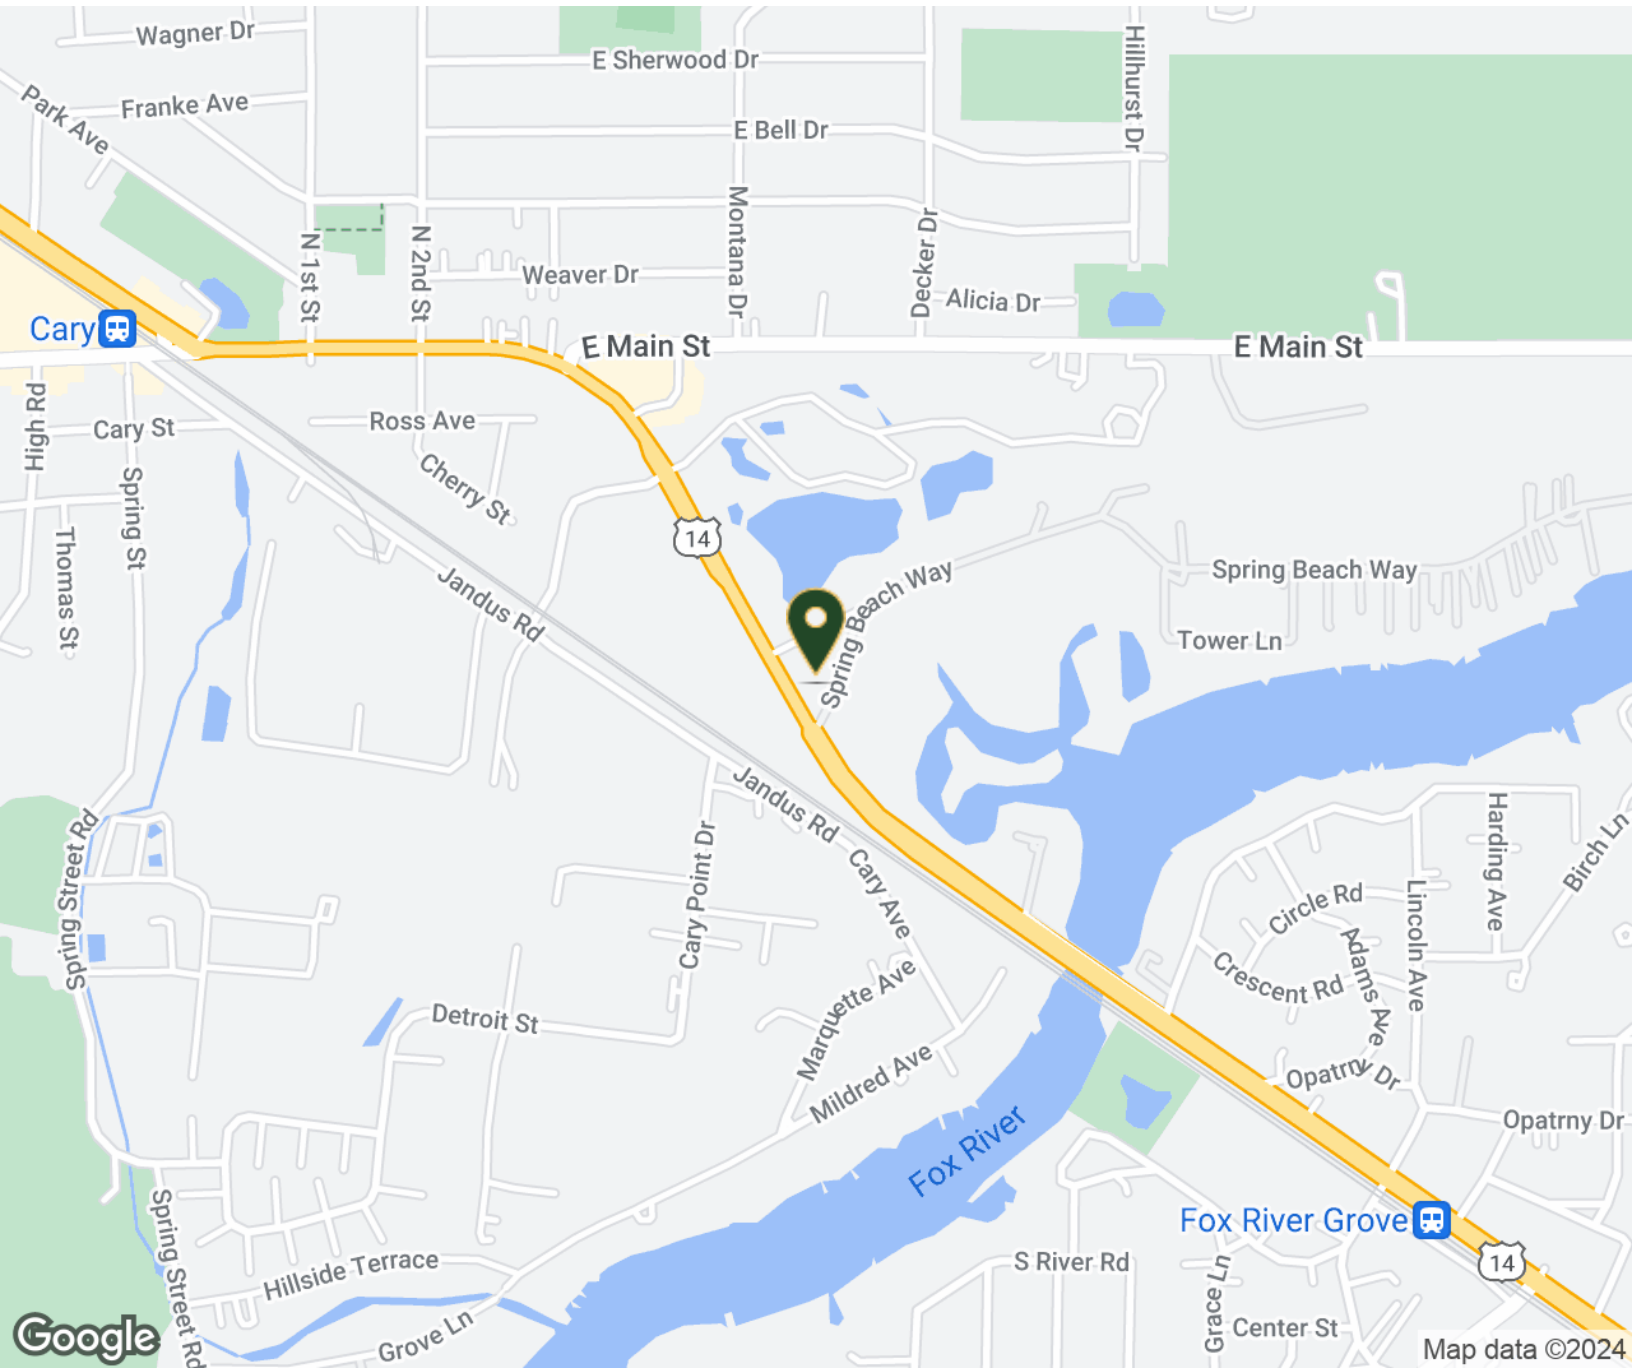 Wagner Dr
E Sherwood Dr
Hillhurst Dr
Park Ave
Franke Ave
E Bell Dr
Montana Dr
Decker Dr
N 1st St
N 2nd St
Weaver Dr
Alicia Dr
Cary
E Main St
E Main St
High Rd
Cary St
Ross Ave
Spring St
Cherry St
14
Thomas St
Jandus Rd
Spring Beach Way
Spring Beach Way
Tower Ln
Jandus Rd
Cary Point Dr
Cary Ave
Spring Street Rd
Harding Ave
Birch Ln
Circle Rd
Lincoln Ave
Adams Ave
Crescent Rd
Marquette Ave
Detroit St
Mildred Ave
Opatrny Dr
Opatrny Dr
Fox River
Spring Street Rd
Fox River Grove
14
Hillside Terrace
S River Rd
Grace Ln
Center St
Grove Ln
Google
Map data ©2024